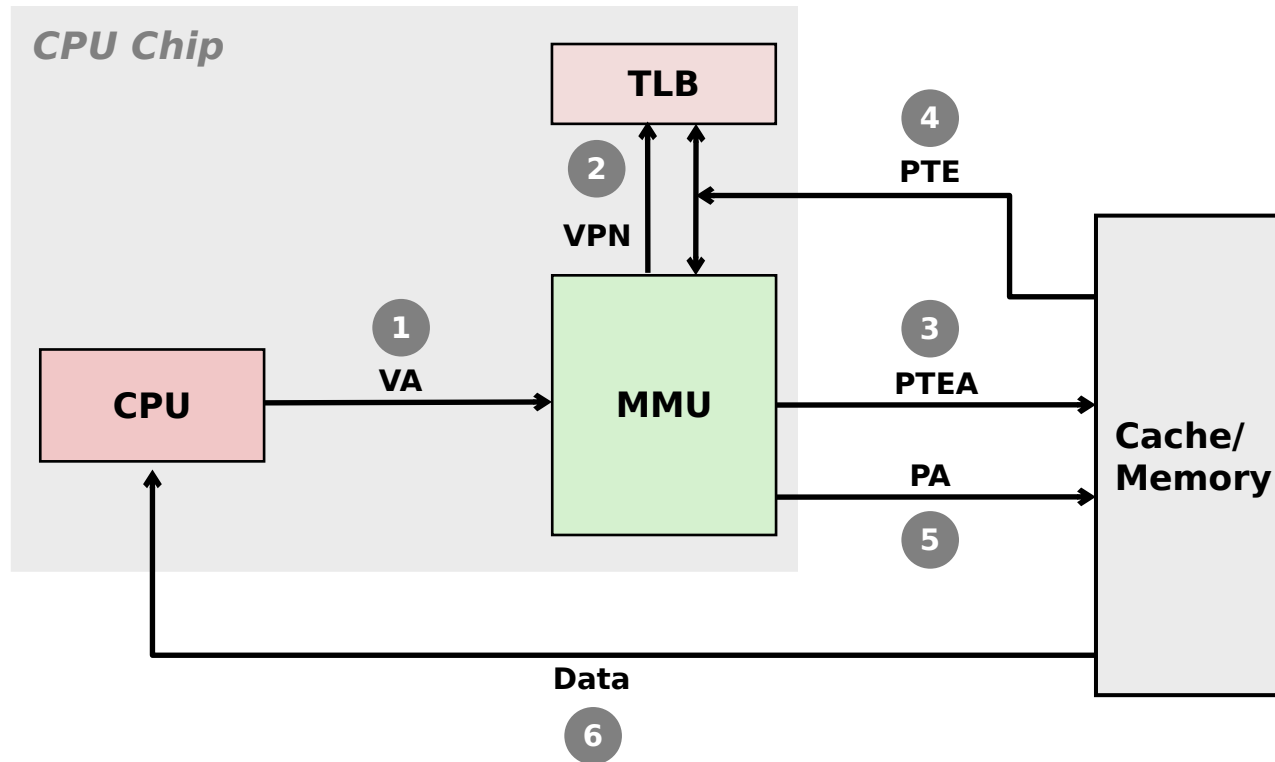 CPU Chip
TLB
4
PTE
2
VPN
1
VA
3
PTEA
CPU
MMU
Cache/
Memory
PA
5
Data
6